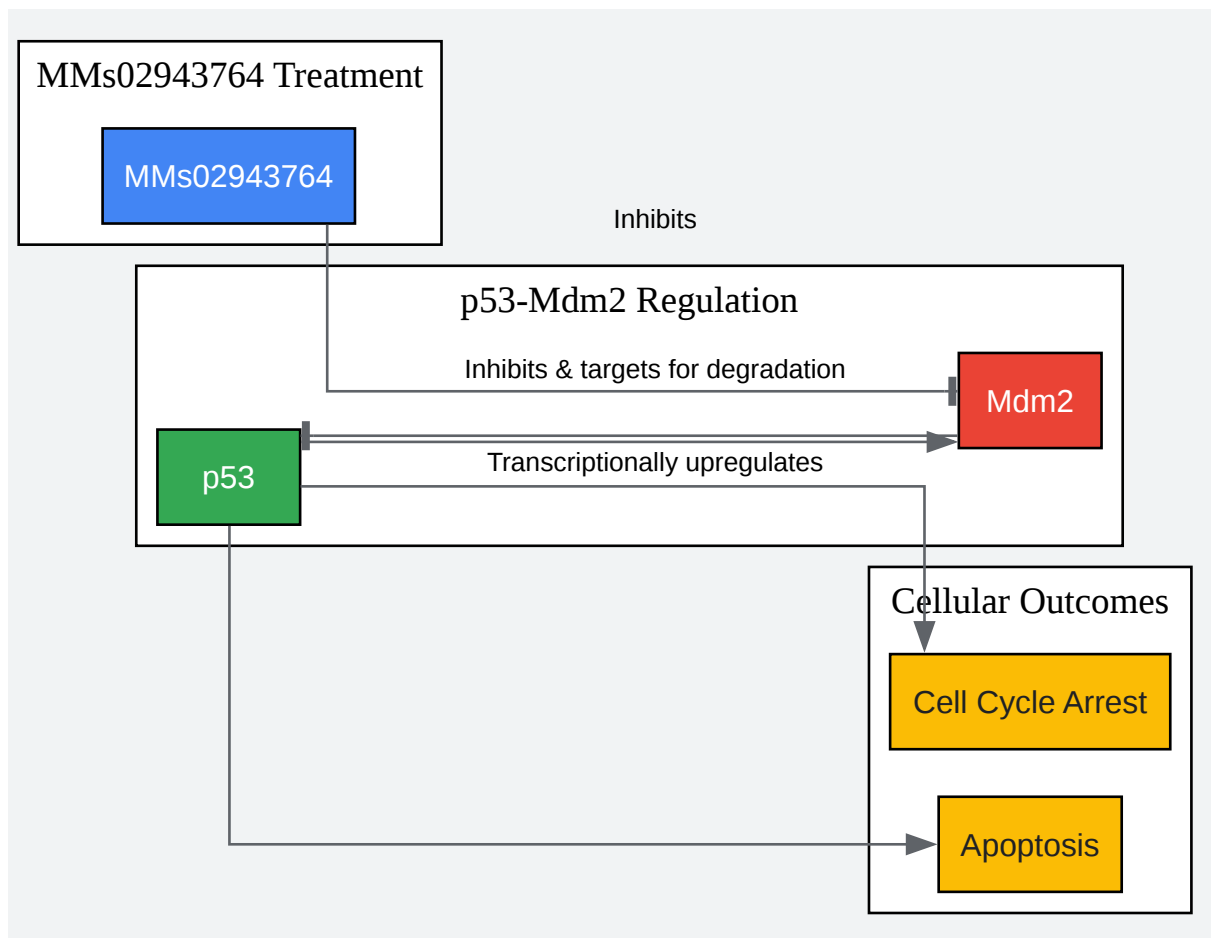 MMs02943764 Treatment
MMs02943764
Inhibits
p53-Mdm2 Regulation
Inhibits & targets for degradation
Mdm2
p53
Transcriptionally upregulates
Cellular Outcomes
Cell Cycle Arrest
Apoptosis